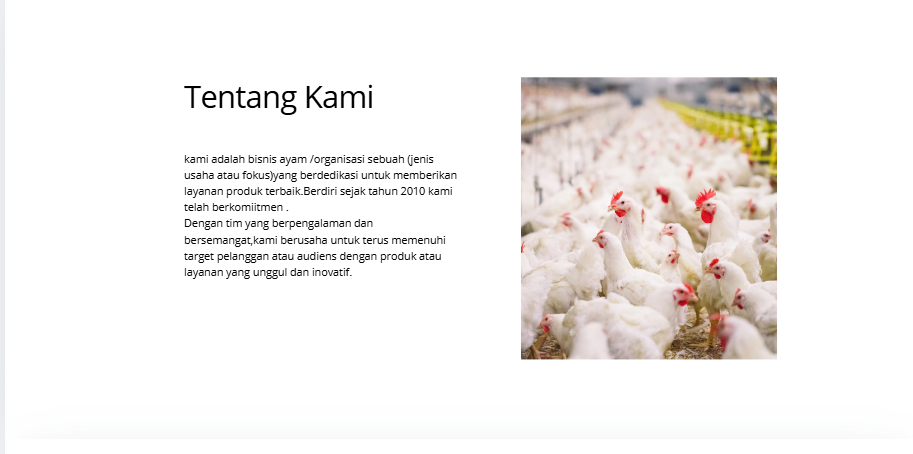 Tentang Kami
kami adalah bisnis ayam /organisasi sebuah (jenis
usaha atau fokus)yang berdedikasi untuk memberikan
layanan produk terbaik.Berdiri sejak tahun 2010 kami
telah berkomiitmen .
Dengan tim yang berpengalaman dan
bersemangat,kami berusaha untuk terus memenuhi
target pelanggan atau audiens dengan produk atau
layanan yang unggul dan inovatif.